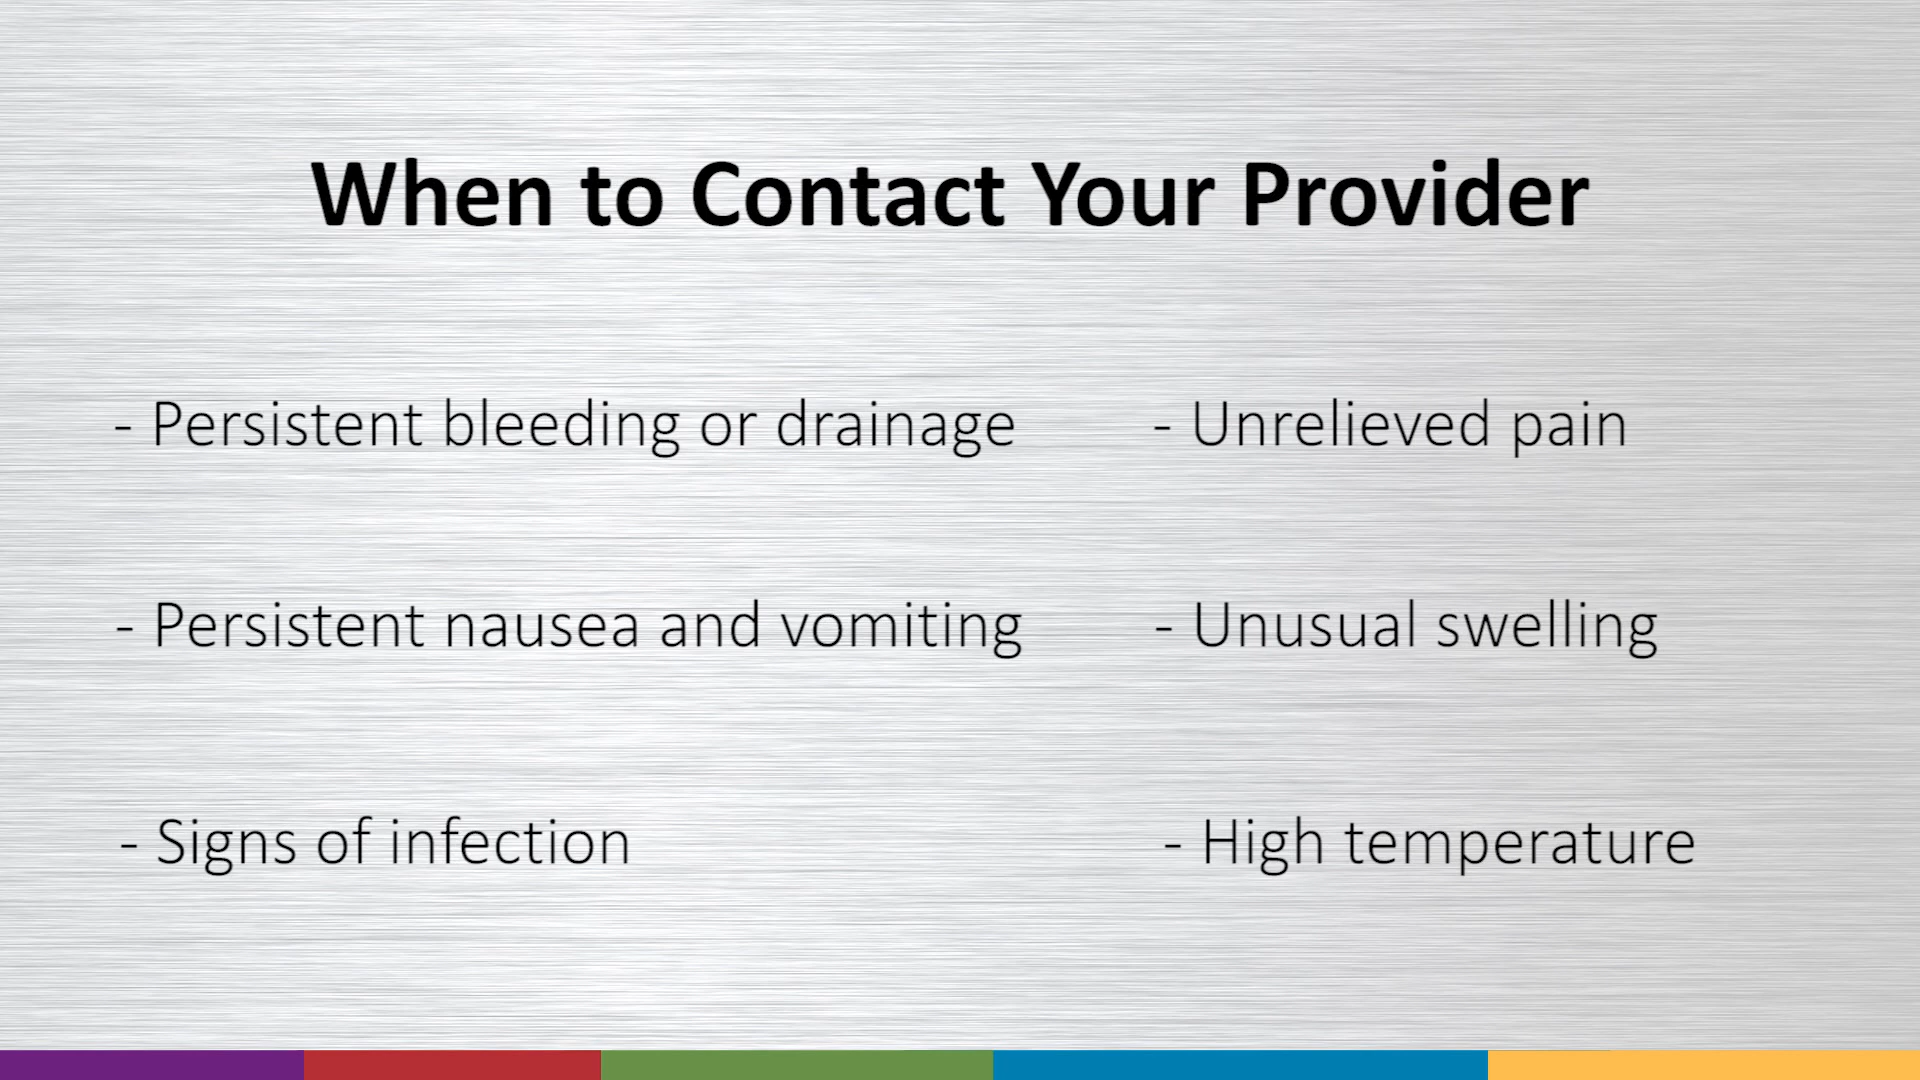 When to Contact Your Provider
- Persistent bleeding or drainage
- Unrelieved pain
- Persistent nausea and vomiting
- Unusual swelling
- Signs of infection
- High temperature